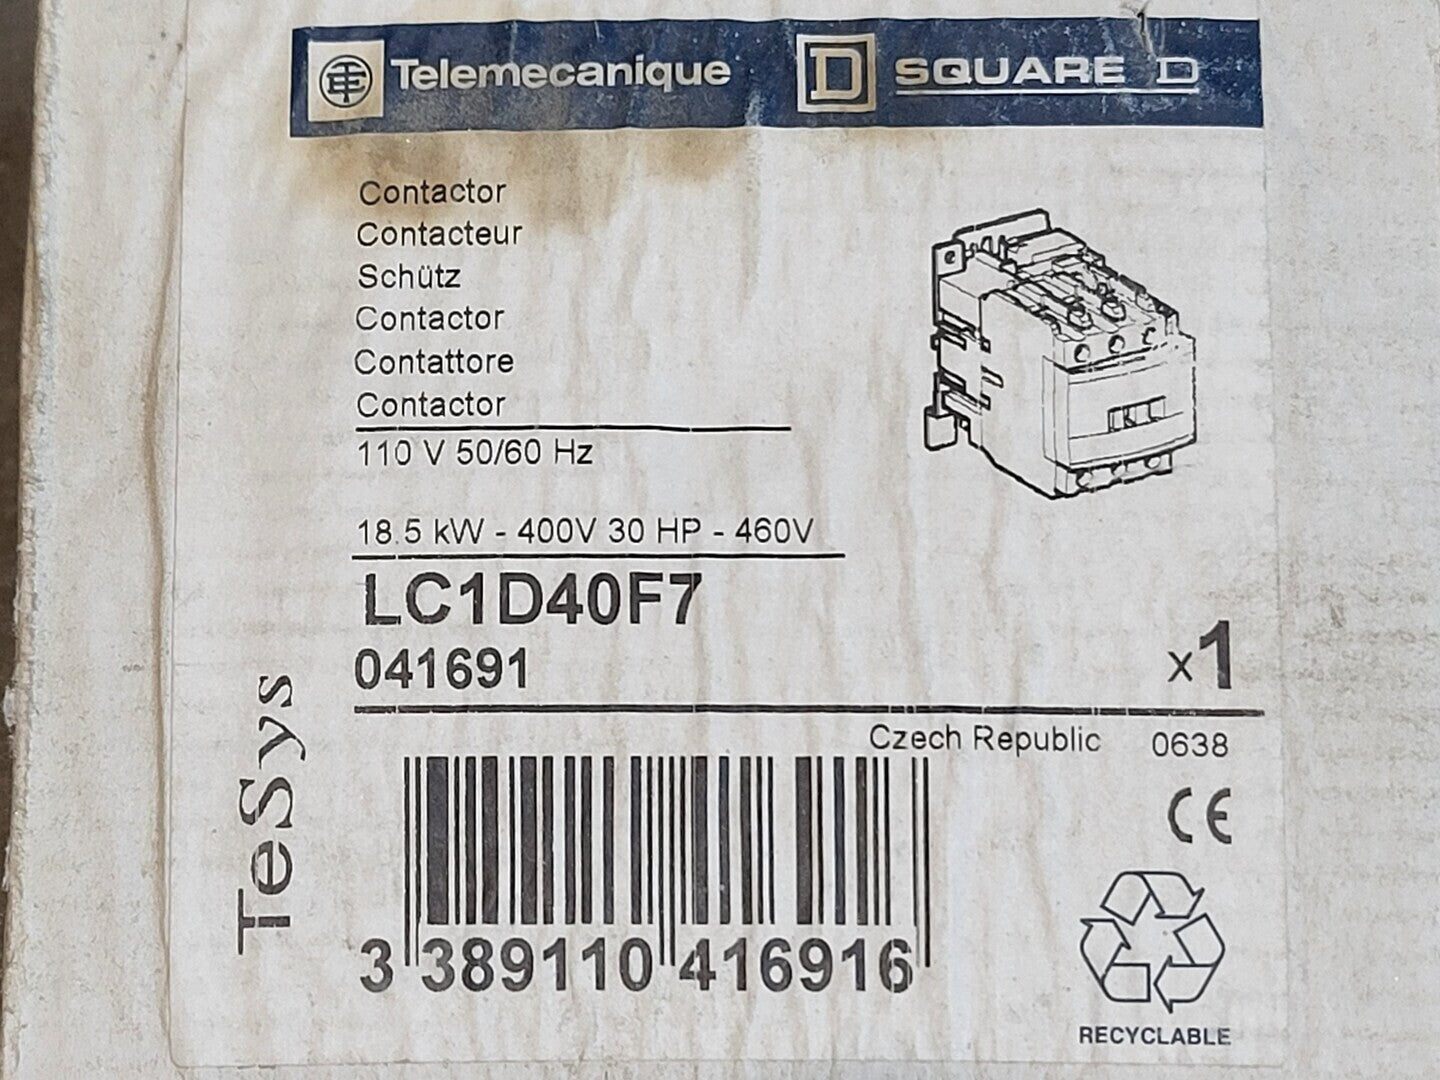 Telemecanique D SQUARE D
Contactor
Contacteur
Schütz
Contactor
Contattore
Contactor
110 V 50/60 Hz
18.5 kW - 400V 30 HP - 460V
LC1D40F7
041691
x1
Czech Republic 0638
TeSys
CE
3 389110 416916
RECYCLABLE